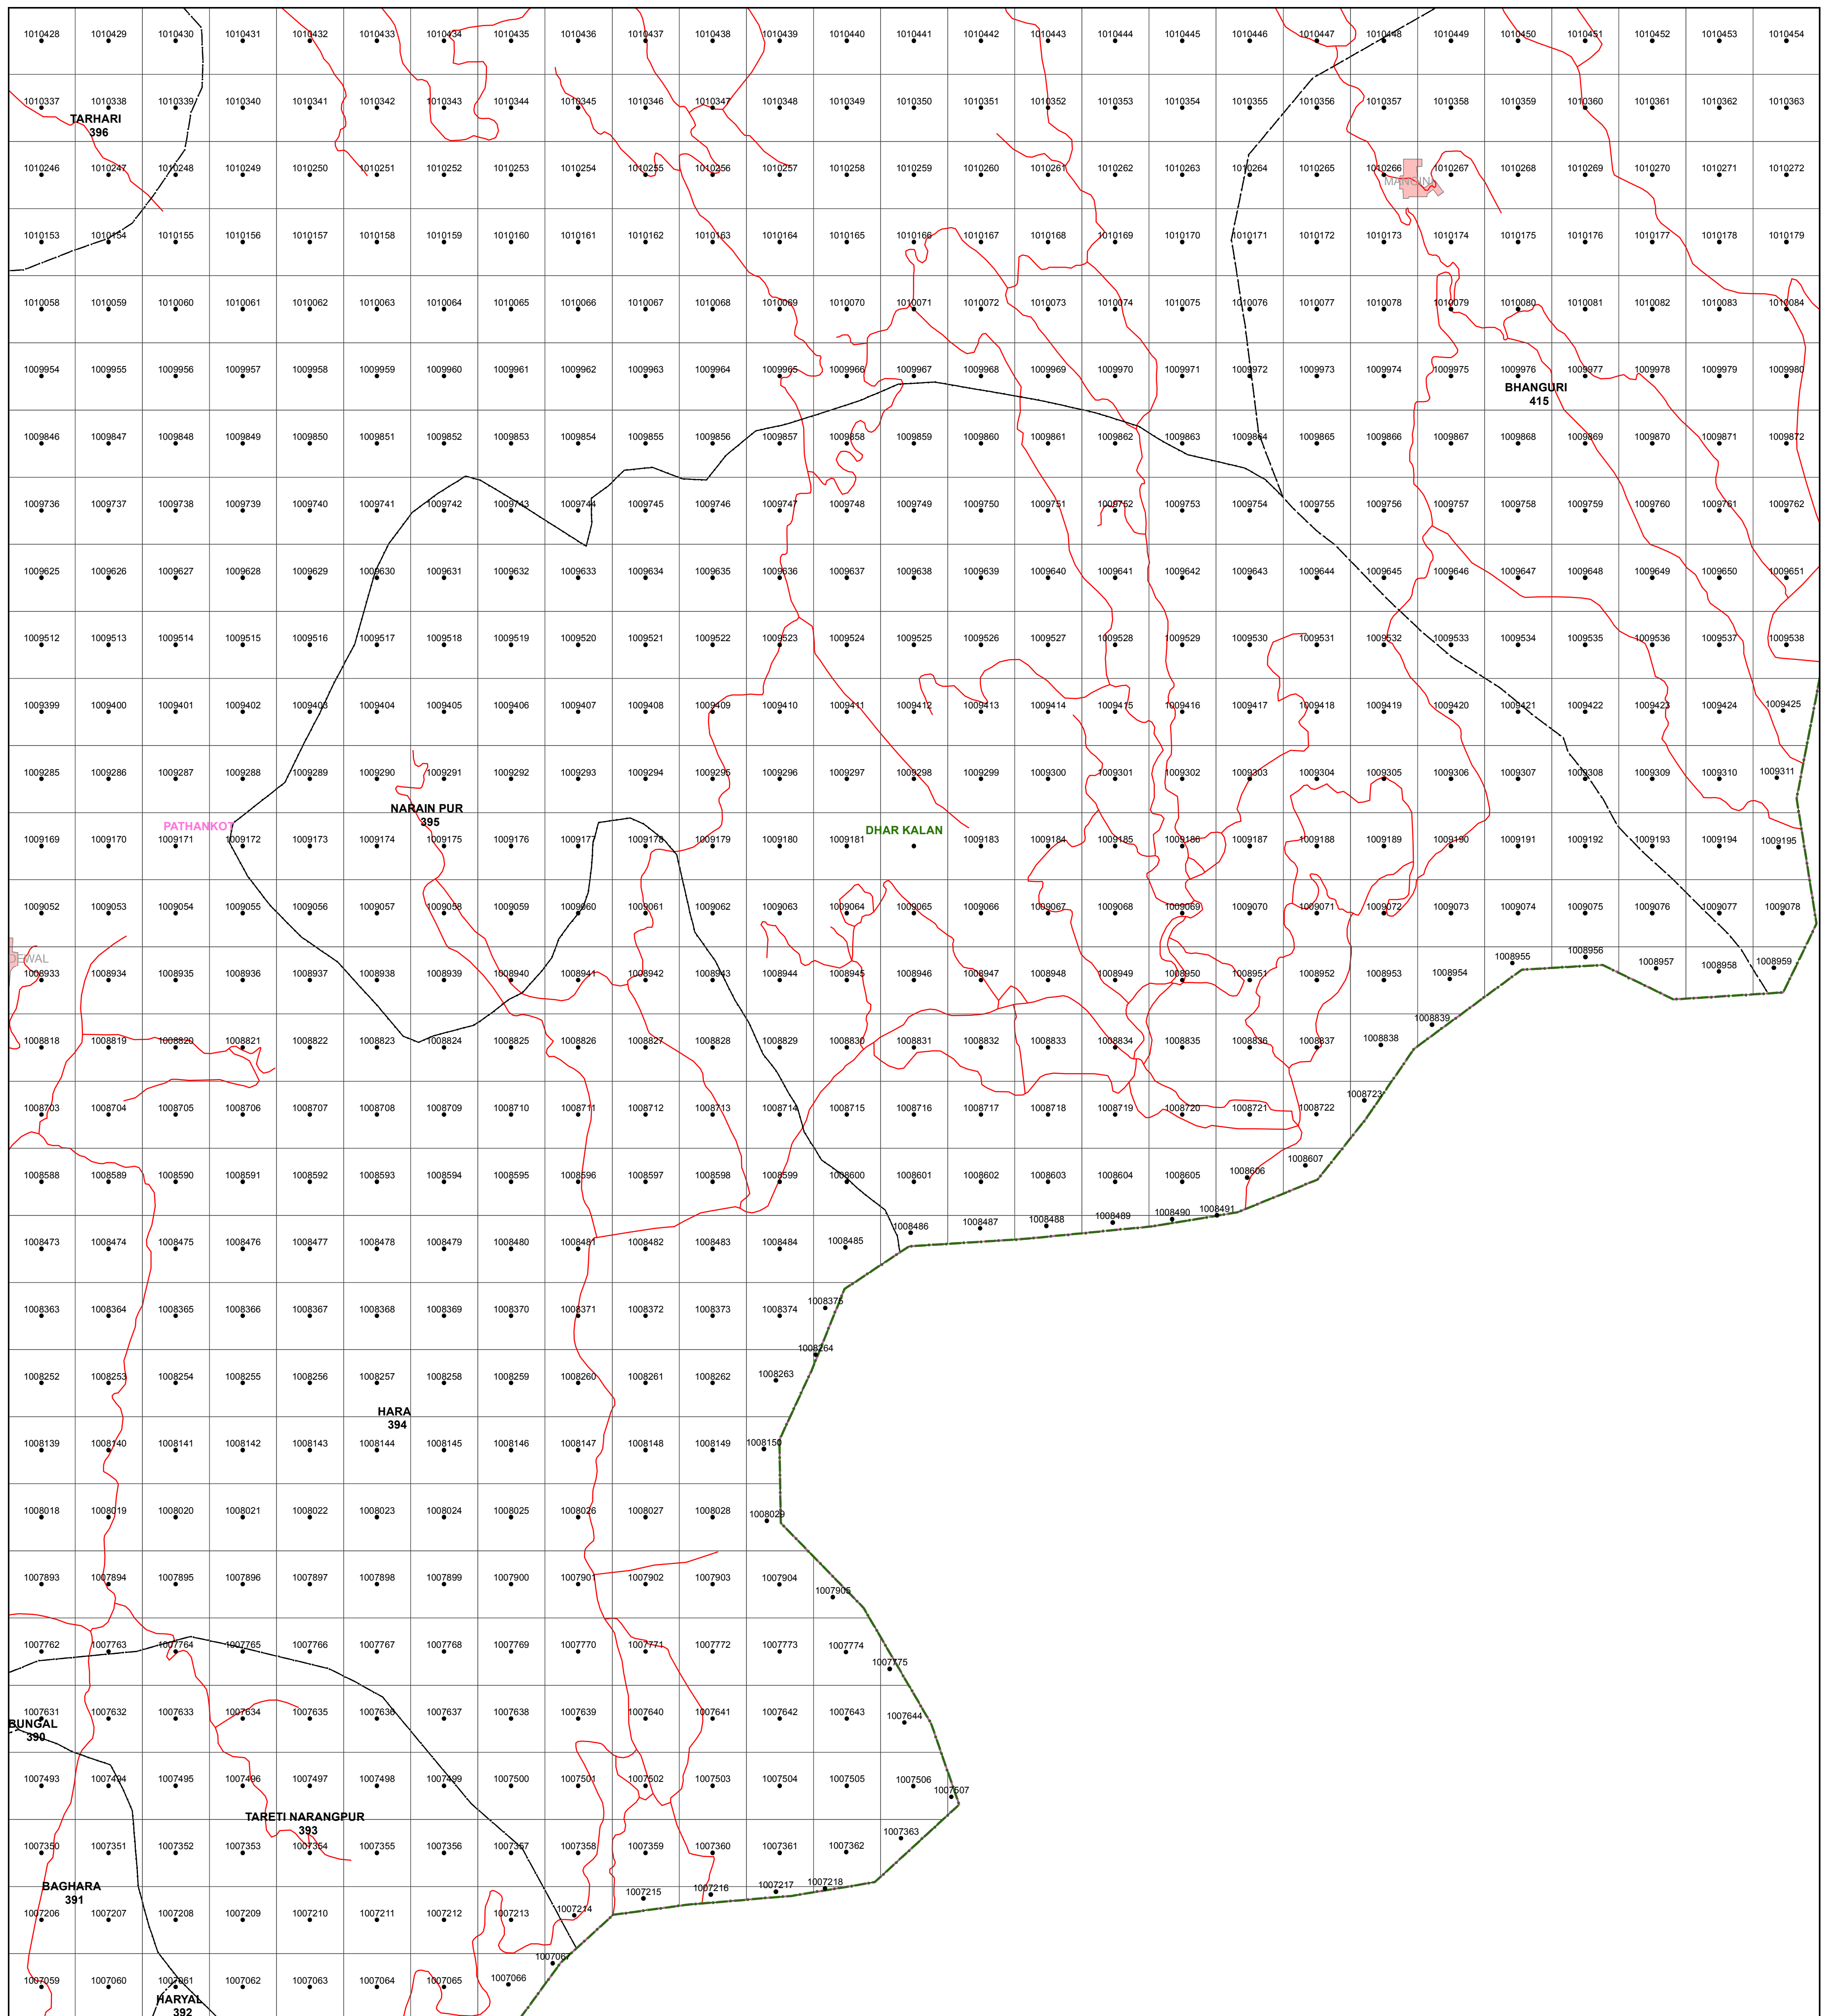 1010428 1010429 1010430 1010431 1010432 1010433 1010434 1010435 1010436 1010437 1010438 1010439 1010440 1010441 1010442 1010443 1010444 1010445 1010446 1010447 1010448 1010449 1010450 1010451 1010452 1010453 1010454
1010337 1010338 1010339 1010340 1010341 1010342 1010343 1010344 1010345 1010346 1010347 1010348 1010349 1010350 1010351 1010352 1010353 1010354 1010355 1010356 1010357 1010358 1010359 1010360 1010361 1010362 1010363
TARHARI
396
1010246 1010247 1010248 1010249 1010250 1010251 1010252 1010253 1010254 1010255 1010256 1010257 1010258 1010259 1010260 1010261 1010262 1010263 1010264 1010265 1010266 1010267 1010268 1010269 1010270 1010271 1010272
1010153 1010154 1010155 1010156 1010157 1010158 1010159 1010160 1010161 1010162 1010163 1010164 1010165 1010166 1010167 1010168 1010169 1010170 1010171 1010172 1010173 1010174 1010175 1010176 1010177 1010178 1010179
1010058 1010059 1010060 1010061 1010062 1010063 1010064 1010065 1010066 1010067 1010068 1010069 1010070 1010071 1010072 1010073 1010074 1010075 1010076 1010077 1010078 1010079 1010080 1010081 1010082 1010083 1010084
1009954 1009955 1009956 1009957 1009958 1009959 1009960 1009961 1009962 1009963 1009964 1009965 1009966 1009967 1009968 1009969 1009970 1009971 1009972 1009973 1009974 1009975 1009976 1009977 1009978 1009979 1009980
BHANGURI
415
1009846 1009847 1009848 1009849 1009850 1009851 1009852 1009853 1009854 1009855 1009856 1009857 1009858 1009859 1009860 1009861 1009862 1009863 1009864 1009865 1009866 1009867 1009868 1009869 1009870 1009871 1009872
1009736 1009737 1009738 1009739 1009740 1009741 1009742 1009743 1009744 1009745 1009746 1009747 1009748 1009749 1009750 1009751 1009752 1009753 1009754 1009755 1009756 1009757 1009758 1009759 1009760 1009761 1009762
1009625 1009626 1009627 1009628 1009629 1009630 1009631 1009632 1009633 1009634 1009635 1009636 1009637 1009638 1009639 1009640 1009641 1009642 1009643 1009644 1009645 1009646 1009647 1009648 1009649 1009650 1009651
1009512 1009513 1009514 1009515 1009516 1009517 1009518 1009519 1009520 1009521 1009522 1009523 1009524 1009525 1009526 1009527 1009528 1009529 1009530 1009531 1009532 1009533 1009534 1009535 1009536 1009537 1009538
1009399 1009400 1009401 1009402 1009403 1009404 1009405 1009406 1009407 1009408 1009409 1009410 1009411 1009412 1009413 1009414 1009415 1009416 1009417 1009418 1009419 1009420 1009421 1009422 1009423 1009424 1009425
1009285 1009286 1009287 1009288 1009289 1009290 1009291 1009292 1009293 1009294 1009295 1009296 1009297 1009298 1009299 1009300 1009301 1009302 1009303 1009304 1009305 1009306 1009307 1009308 1009309 1009310 1009311
NARAIN PUR
395
PATHANKOT
DHAR KALAN
1009169 1009170 1009171 1009172 1009173 1009174 1009175 1009176 1009177 1009178 1009179 1009180 1009181 1009183 1009184 1009185 1009186 1009187 1009188 1009189 1009190 1009191 1009192 1009193 1009194 1009195
1009052 1009053 1009054 1009055 1009056 1009057 1009058 1009059 1009060 1009061 1009062 1009063 1009064 1009065 1009066 1009067 1009068 1009069 1009070 1009071 1009072 1009073 1009074 1009075 1009076 1009077 1009078
1008933 1008934 1008935 1008936 1008937 1008938 1008939 1008940 1008941 1008942 1008943 1008944 1008945 1008946 1008947 1008948 1008949 1008950 1008951 1008952 1008953 1008954 1008955 1008956 1008957 1008958 1008959
1008818 1008819 1008820 1008821 1008822 1008823 1008824 1008825 1008826 1008827 1008828 1008829 1008830 1008831 1008832 1008833 1008834 1008835 1008836 1008837 1008838 1008839
1008703 1008704 1008705 1008706 1008707 1008708 1008709 1008710 1008711 1008712 1008713 1008714 1008715 1008716 1008717 1008718 1008719 1008720 1008721 1008722 1008723
1008588 1008589 1008590 1008591 1008592 1008593 1008594 1008595 1008596 1008597 1008598 1008599 1008600 1008601 1008602 1008603 1008604 1008605 1008606 1008607
1008473 1008474 1008475 1008476 1008477 1008478 1008479 1008480 1008481 1008482 1008483 1008484 1008485 1008486 1008487 1008488 1008489 1008490 1008491
1008363 1008364 1008365 1008366 1008367 1008368 1008369 1008370 1008371 1008372 1008373 1008374 1008375
1008252 1008253 1008254 1008255 1008256 1008257 1008258 1008259 1008260 1008261 1008262 1008263 1008264
HARA
394
1008139 1008140 1008141 1008142 1008143 1008144 1008145 1008146 1008147 1008148 1008149 1008150
1008018 1008019 1008020 1008021 1008022 1008023 1008024 1008025 1008026 1008027 1008028 1008029
1007893 1007894 1007895 1007896 1007897 1007898 1007899 1007900 1007901 1007902 1007903 1007904 1007905
1007762 1007763 1007764 1007765 1007766 1007767 1007768 1007769 1007770 1007771 1007772 1007773 1007774 1007775
1007631 1007632 1007633 1007634 1007635 1007636 1007637 1007638 1007639 1007640 1007641 1007642 1007643 1007644
BUNGAL
390
1007493 1007494 1007495 1007496 1007497 1007498 1007499 1007500 1007501 1007502 1007503 1007504 1007505 1007506 1007507
TARETI NARANGPUR
393
1007350 1007351 1007352 1007353 1007354 1007355 1007356 1007357 1007358 1007359 1007360 1007361 1007362 1007363
BAGHARA
391
1007206 1007207 1007208 1007209 1007210 1007211 1007212 1007213 1007214 1007215 1007216 1007217 1007218
1007059 1007060 1007061 1007062 1007063 1007064 1007065 1007066 1007067
HARYAL
392